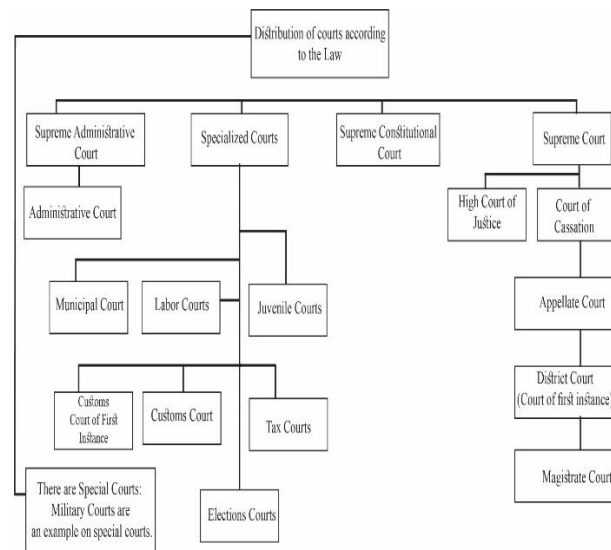 Distribution of courts according
to the Law
Supreme Administrative
Court
Specialized Courts
Supreme Constitutional
Court
Supreme Court
Administrative Court
High Court of
Justice
Court of
Cassation
Municipal Court
Labor Courts
Juvenile Courts
Appellate Court
Customs
Court of First
Instance
Customs Court
Tax Courts
District Court
(Court of first instance)
There are Special Courts:
Military Courts are
an example on special courts.
Elections Courts
Magistrate Court